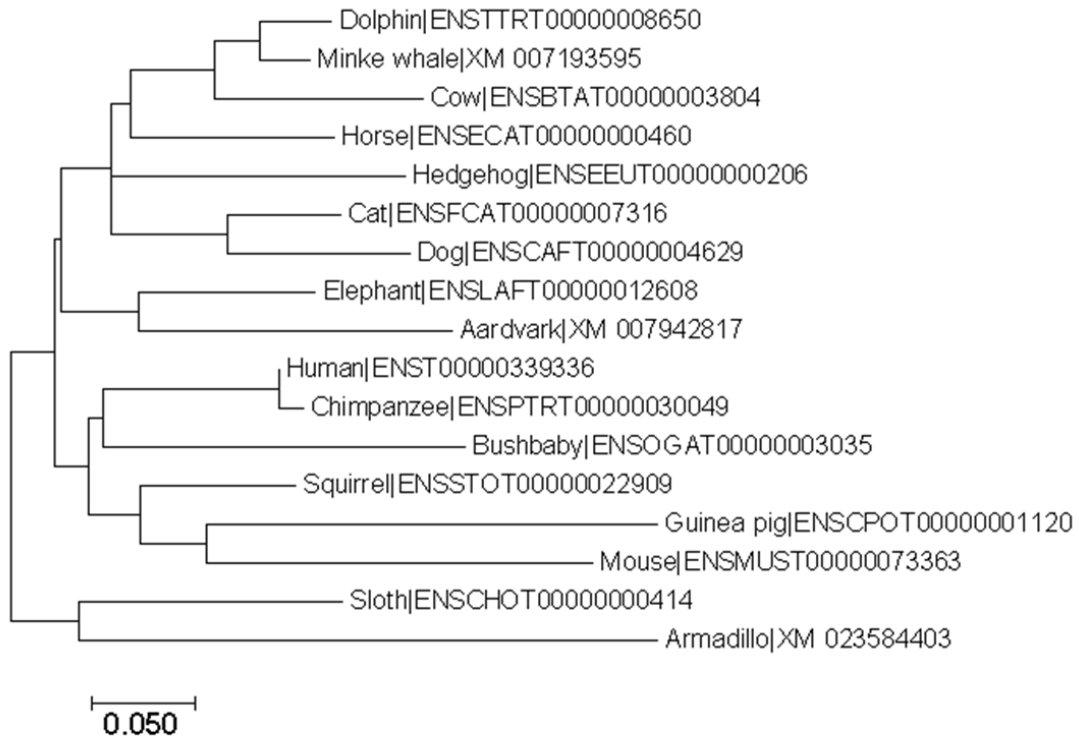 Dolphin|ENSTTRT00000008650
Minke whale|XM 007193595
Cow|ENSBTAT00000003804
Horse|ENSECAT00000000460
Hedgehog|ENSEEUT00000000206
Cat|ENSFCAT00000007316
Dog|ENSCAFT00000004629
Elephant|ENSLAFT00000012608
Aardvark|XM 007942817
Human|ENST00000339336
Chimpanzee|ENSPTRT00000030049
Bushbaby|ENSOGAT00000003035
Squirrel|ENSSTOT00000022909
Guinea pig|ENSCPOT00000001120
Mouse|ENSMUST00000073363
Sloth|ENSCHOT00000000414
Armadillo|XM 023584403
0.050